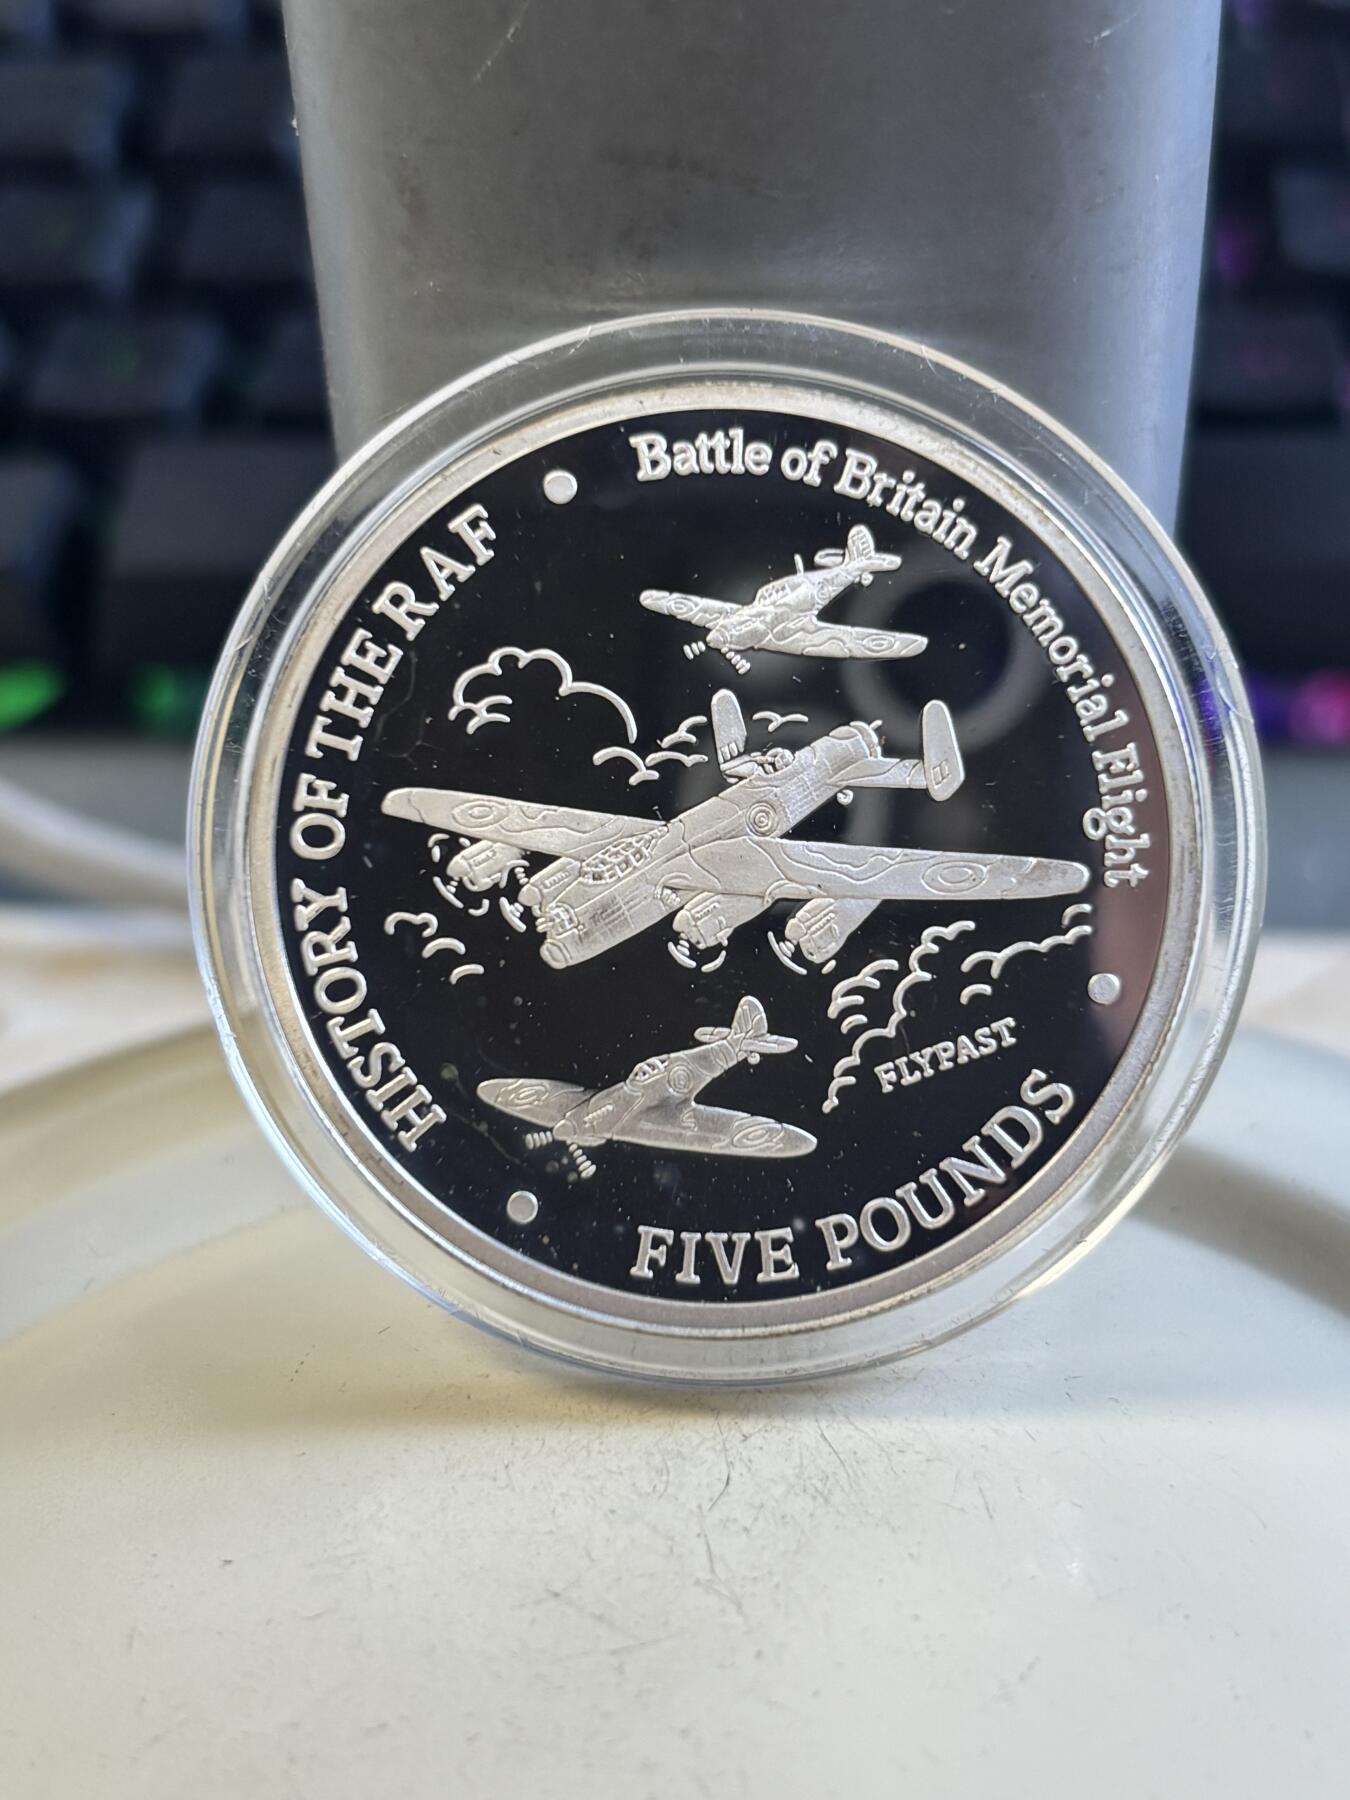 HISTORY OF THE RAF
Battle of Britain Memorial Flight
FLYPAST
FIVE POUNDS